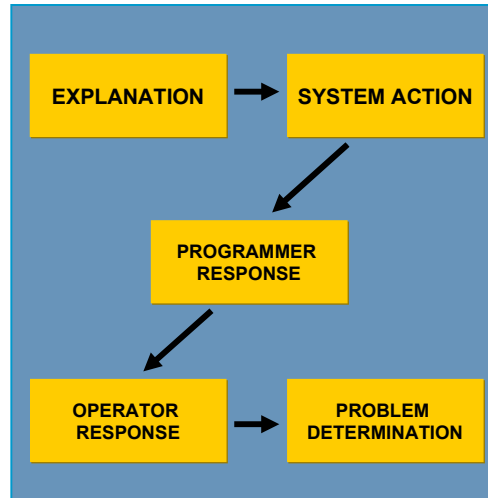 EXPLANATION
SYSTEM ACTION
PROGRAMMER
RESPONSE
OPERATOR
RESPONSE
PROBLEM
DETERMINATION